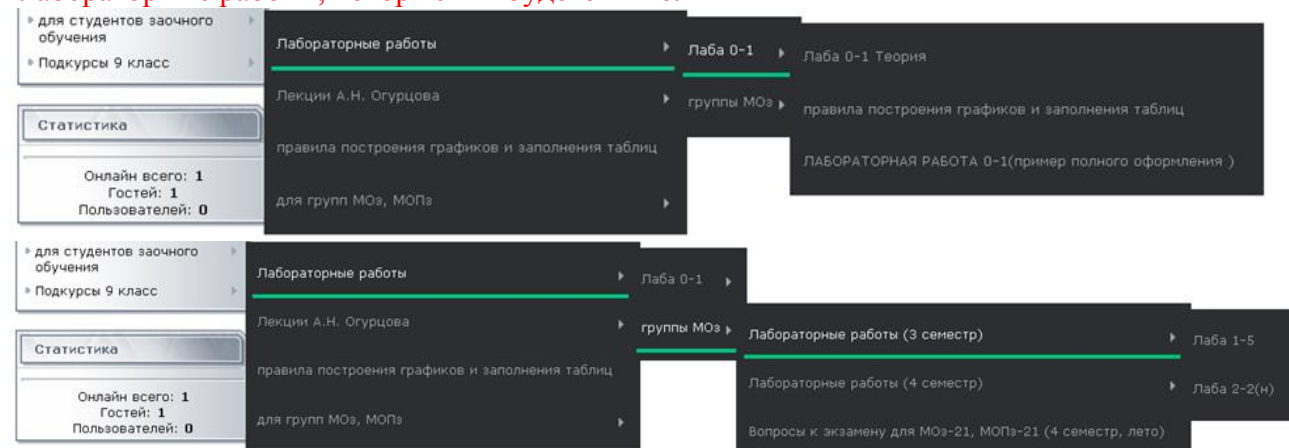 для студентов заочного
обучения
Подкурсы 9 класс
Статистика
Онлайн всего: 1
Гостей: 1
Пользователей: 0
Лабораторные работы
Лекции А.Н. Огурцова
правила построения графиков и заполнения таблиц
для групп МОз, МОПз
Лаба 0-1
группы МОз
Лаба 0-1 Теория
правила построения графиков и заполнения таблиц
ЛАБОРАТОРНАЯ РАБОТА 0-1(пример полного оформления )
для студентов заочного
обучения
Подкурсы 9 класс
Статистика
Онлайн всего: 1
Гостей: 1
Пользователей: 0
Лабораторные работы
Лекции А.Н. Огурцова
правила построения графиков и заполнения таблиц
для групп МОз, МОПз
Лаба 0-1
группы МОз
Лабораторные работы (3 семестр)
Лабораторные работы (4 семестр)
Вопросы к экзамену для МОз-21, МОПз-21 (4 семестр, лето)
Лаба 1-5
Лаба 2-2(н)